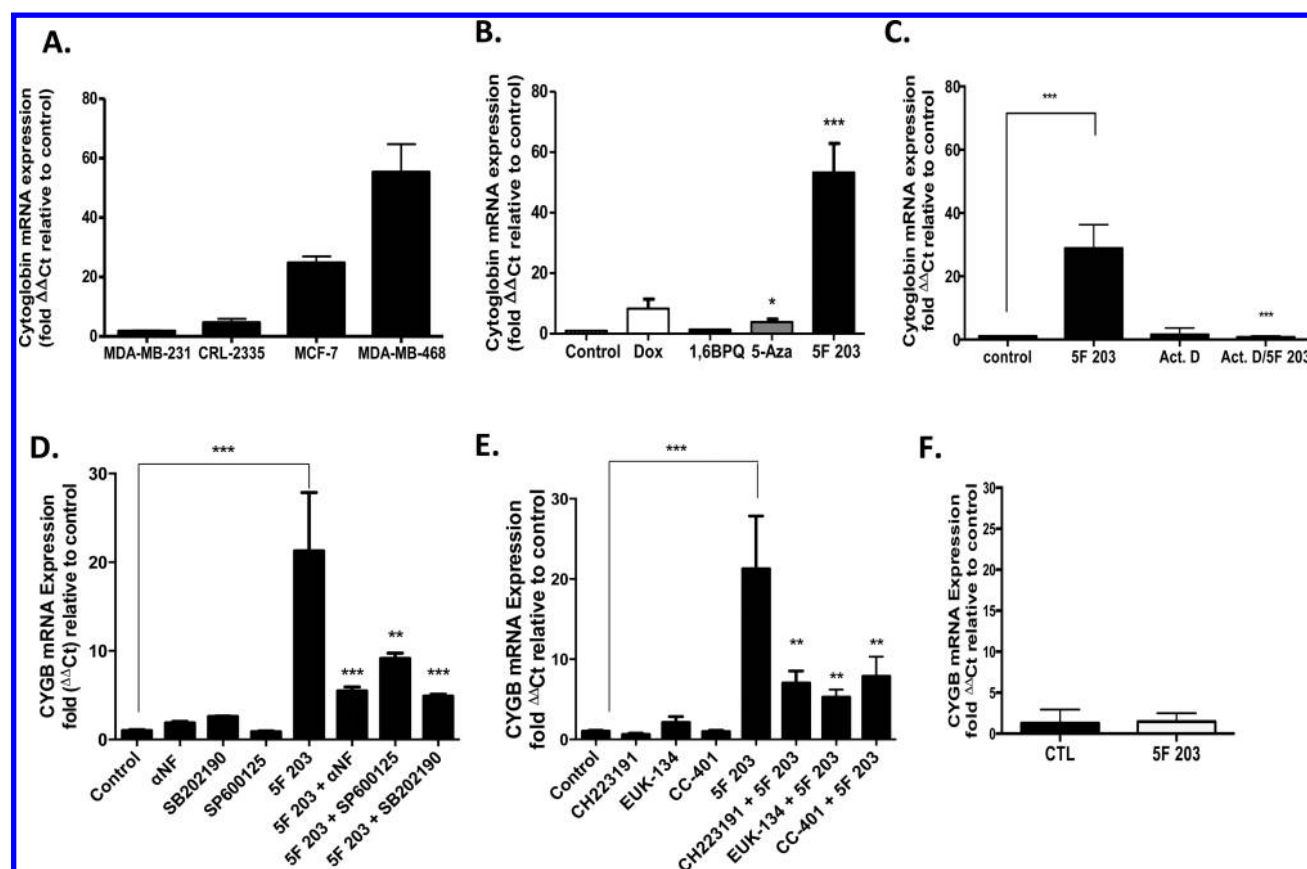 A.
Cytoglobin mRNA expression
(fold ΔΔCt relative to control)
80
60
40
20
0
MDA-MB-231 CRL-2335 MCF-7 MDA-MB-468
B.
Cytoglobin mRNA expression
(fold ΔΔCt relative to control)
80
60
40
20
0
*
***
Control Dox 1,6BPQ 5-Aza 5F 203
C.
Cytoglobin mRNA expression
fold ΔΔCt relative to control
80
60
40
20
0
***
***
control 5F 203 Act. D Act. D/5F 203
D.
CYGB mRNA Expression
fold (ΔΔCt) relative to control
30
20
10
0
***
***
**
***
Control
αNF
SB202190
SP600125
5F 203
5F 203 + αNF
5F 203 + SP600125
5F 203 + SB202190
E.
CYGB mRNA Expression
fold ΔΔCt relative to control
30
20
10
0
***
**
**
**
Control
CH223191
EUK-134
CC-401
5F 203
CH223191 + 5F 203
EUK-134 + 5F 203
CC-401 + 5F 203
F.
CYGB mRNA Expression
fold ΔΔCt relative to control
30
25
20
15
10
5
0
CTL 5F 203